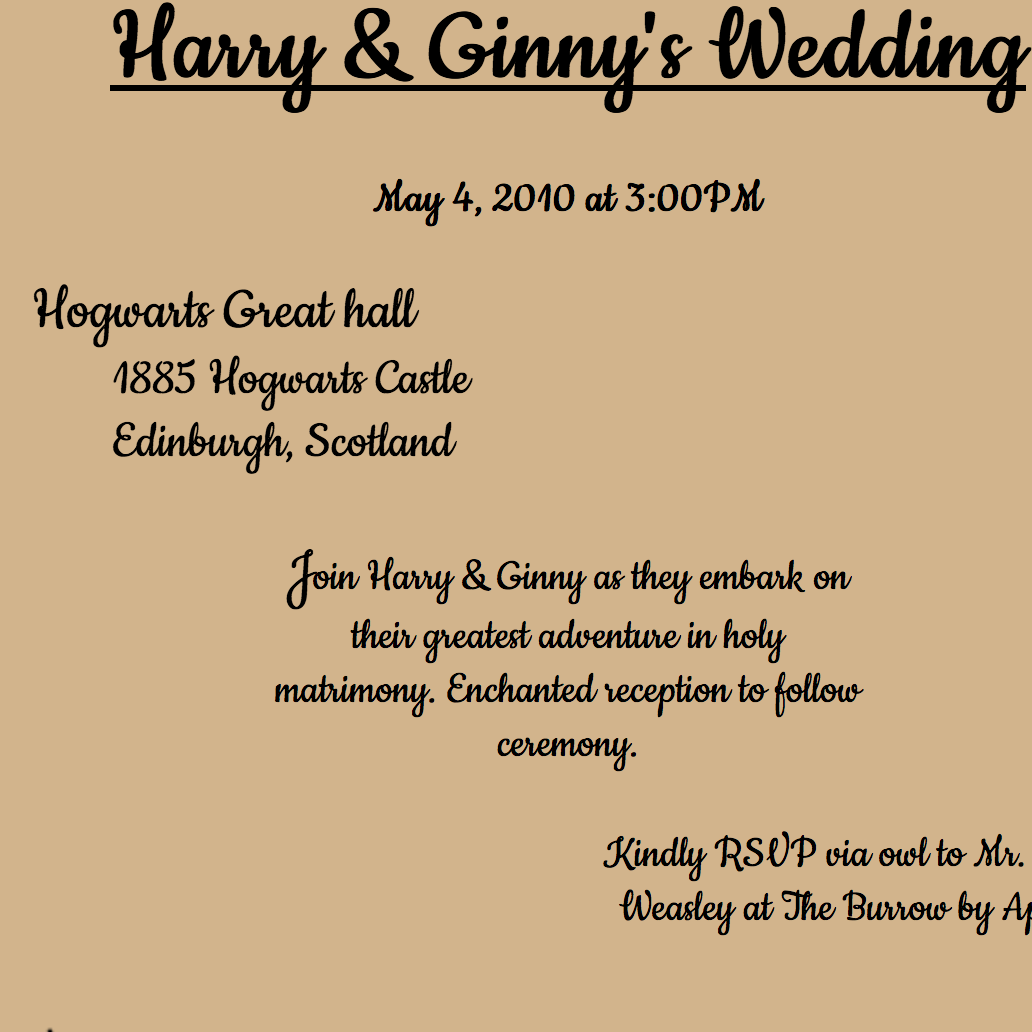 Harry & Ginny's Wedding
May 4, 2010 at 3:00PM
Hogwarts Great hall
1885 Hogwarts Castle
Edinburgh, Scotland
Join Harry & Ginny as they embark on
their greatest adventure in holy
matrimony. Enchanted reception to follow
ceremony.
Kindly RSVP via owl to Mr.
Weasley at The Burrow by